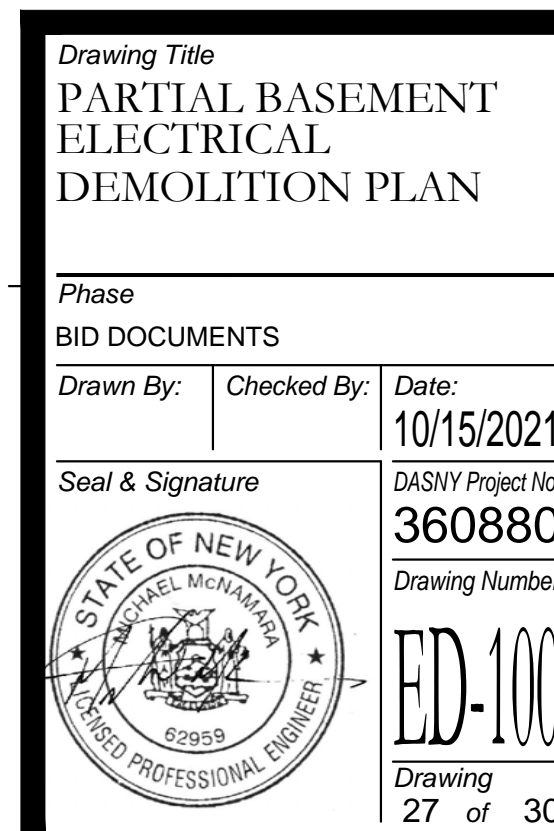 Drawing Title
PARTIAL BASEMENT
ELECTRICAL
DEMOLITION PLAN
Phase
BID DOCUMENTS
Drawn By:
Checked By:
Date:
10/15/2021
Seal & Signature
STATE OF NEW YORK
MICHAEL McNAMARA
62959
LICENSED PROFESSIONAL ENGINEER
DASNY Project No
360880
Drawing Number
ED-100
Drawing
27 of 30